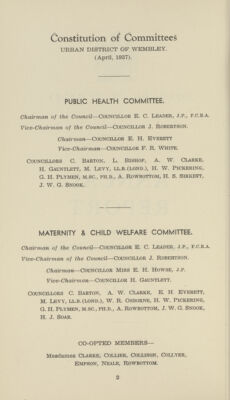 Constitution of Committees
URBAN DISTRICT OF WEMBLEY.
(April, 1937).
PUBLIC HEALTH COMMITTEE.
Chairman of the Council—COUNCILLOR E. C. LEADER, J.P., F.C.R.A.
Vice-Chairman of the Council—COUNCILLOR J. ROBERTSON.
Chairman—COUNCILLOR E. H. EVERETT
Vice-Chairman—COUNCILLOR F. R. WHITE.
COUNCILLORS C. BARTON, L. BISHOP, A. W. CLARKE,
H. GAUNTLETT, M. LEVY, LL.B.(LOND.), H. W. PICKERING,
G. H. PLYMEN, M.SC., PH.D., A. ROWBOTTOM, H. S. SIRKETT,
J. W. G. SNOOK.
MATERNITY & CHILD WELFARE COMMITTEE.
Chairman of the Council—COUNCILLOR E. C. LEADER, J.P., F.C.R.A.
Vice-Chairman of the Council—COUNCILLOR J. ROBERTSON.
Chairman—COUNCILLOR MISS E. H. HOWSE, J.P.
Vice-Chairman—COUNCILLOR H. GAUNTLETT.
COUNCILLORS C. BARTON, A. W. CLARKE, E. H. EVERETT,
M. LEVY, LL.B.(LOND.), W. R. OSBORNE, H. W. PICKERING,
G. H. PLYMEN, M.SC., PH.D., A. ROWBOTTOM, J. W. G. SNOOK,
H. J. SOAR.
CO-OPTED MEMBERS—
Mesdames CLARKE, COLLIER, COLLISON, COLLYER,
EMPSON, NEALE, ROWBOTTOM.
2